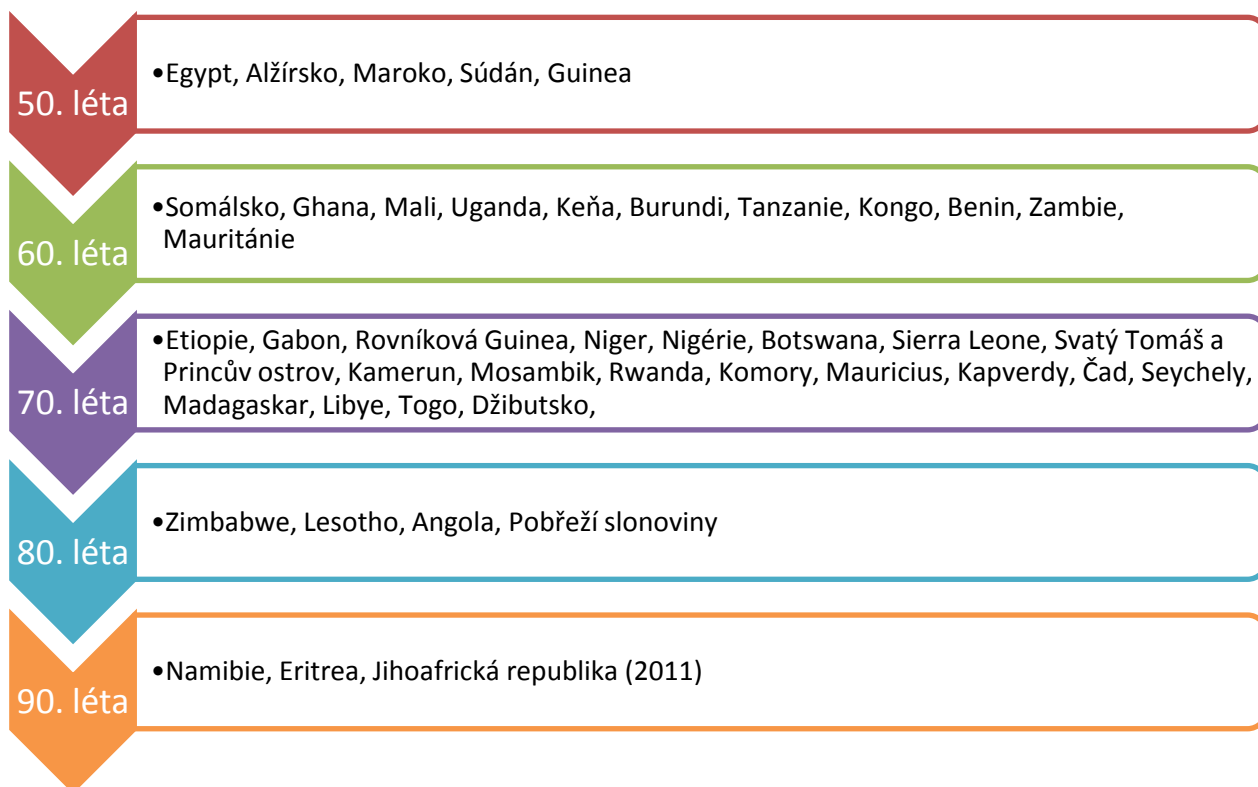 50. léta
•Egypt, Alžírsko, Maroko, Súdán, Guinea
60. léta
•Somálsko, Ghana, Mali, Uganda, Keňa, Burundi, Tanzanie, Kongo, Benin, Zambie,
Mauritánie
70. léta
•Etiopie, Gabon, Rovníková Guinea, Niger, Nigérie, Botswana, Sierra Leone, Svatý Tomáš a
Princův ostrov, Kamerun, Mosambik, Rwanda, Komory, Mauricius, Kapverdy, Čad, Seychely,
Madagaskar, Libye, Togo, Džibutsko,
80. léta
•Zimbabwe, Lesotho, Angola, Pobřeží slonoviny
90. léta
•Namibie, Eritrea, Jihoafrická republika (2011)